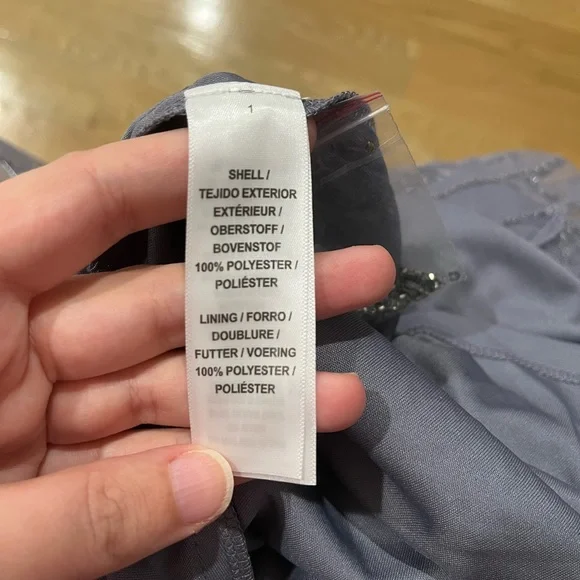 1
SHELL /
TEJIDO EXTERIOR
EXTÉRIEUR /
OBERSTOFF /
BOVENSTOF
100% POLYESTER /
POLIÉSTER
LINING / FORRO /
DOUBLURE /
FUTTER / VOERING
100% POLYESTER /
POLIÉSTER